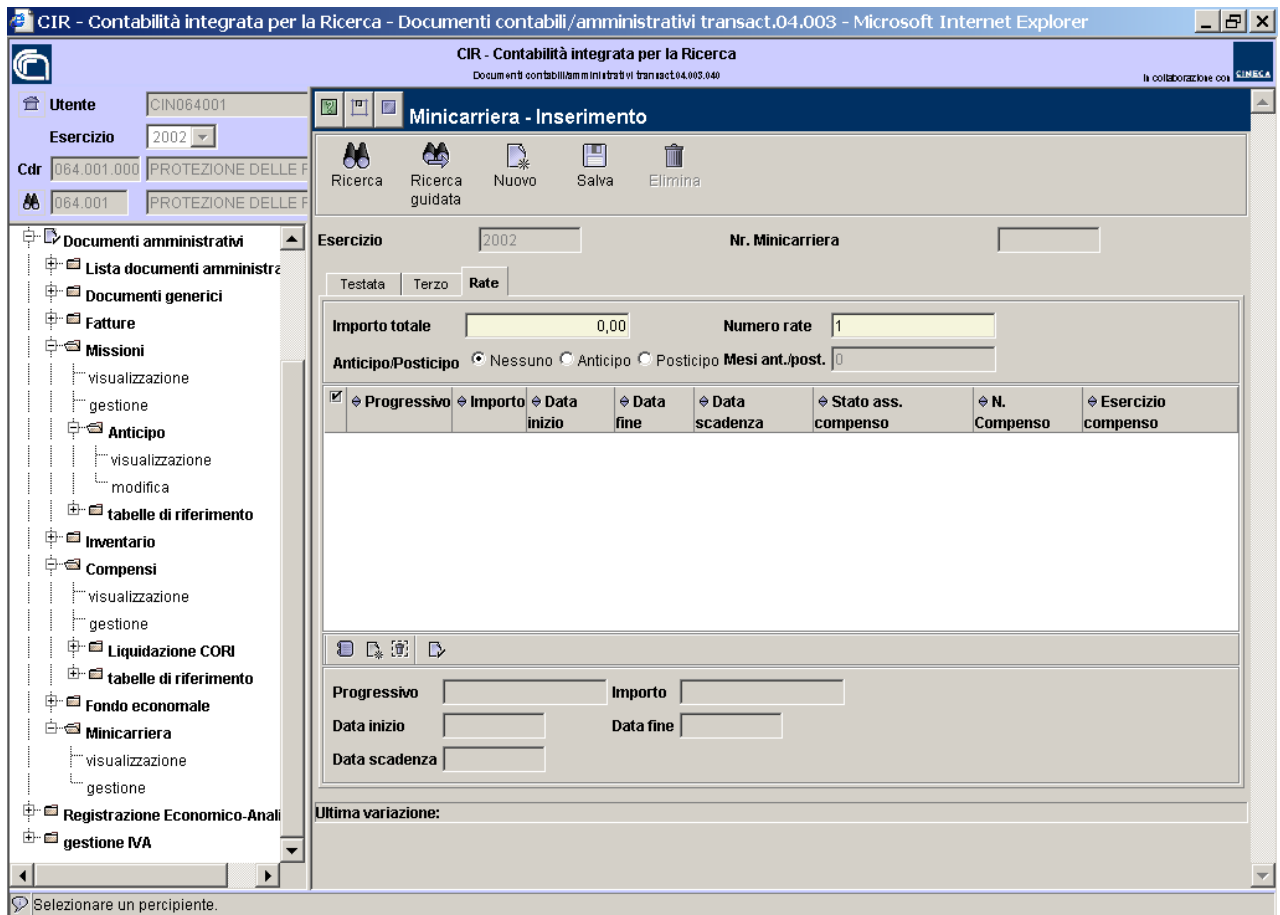 CIR - Contabilità integrata per la Ricerca - Documenti contabili/amministrativi transact.04.003 - Microsoft Internet Explorer
CIR - Contabilità integrata per la Ricerca
Documenti contabili/amministrativi transact.04.003.040
In collaborazione con CINECA
Utente CIN064001
Esercizio 2002
Cdr 064.001.000 PROTEZIONE DELLE
064.001 PROTEZIONE DELLE
Documenti amministrativi
Lista documenti amministra
Documenti generici
Fatture
Missioni
visualizzazione
gestione
Anticipo
visualizzazione
modifica
tabelle di riferimento
Inventario
Compensi
visualizzazione
gestione
Liquidazione CORI
tabelle di riferimento
Fondo economale
Minicarriera
visualizzazione
gestione
Registrazione Economico-Anali
gestione IVA
Minicarriera - Inserimento
Ricerca Ricerca guidata Nuovo Salva Elimina
Esercizio 2002 Nr. Minicarriera
Testata Terzo Rate
Importo totale 0,00 Numero rate 1
Anticipo/Posticipo Nessuno Anticipo Posticipo Mesi ant./post. 0
Progressivo Importo Data inizio Data fine Data scadenza Stato ass. compenso N. Compenso Esercizio compenso
Progressivo Importo
Data inizio Data fine
Data scadenza
Ultima variazione:
Selezionare un percipiente.